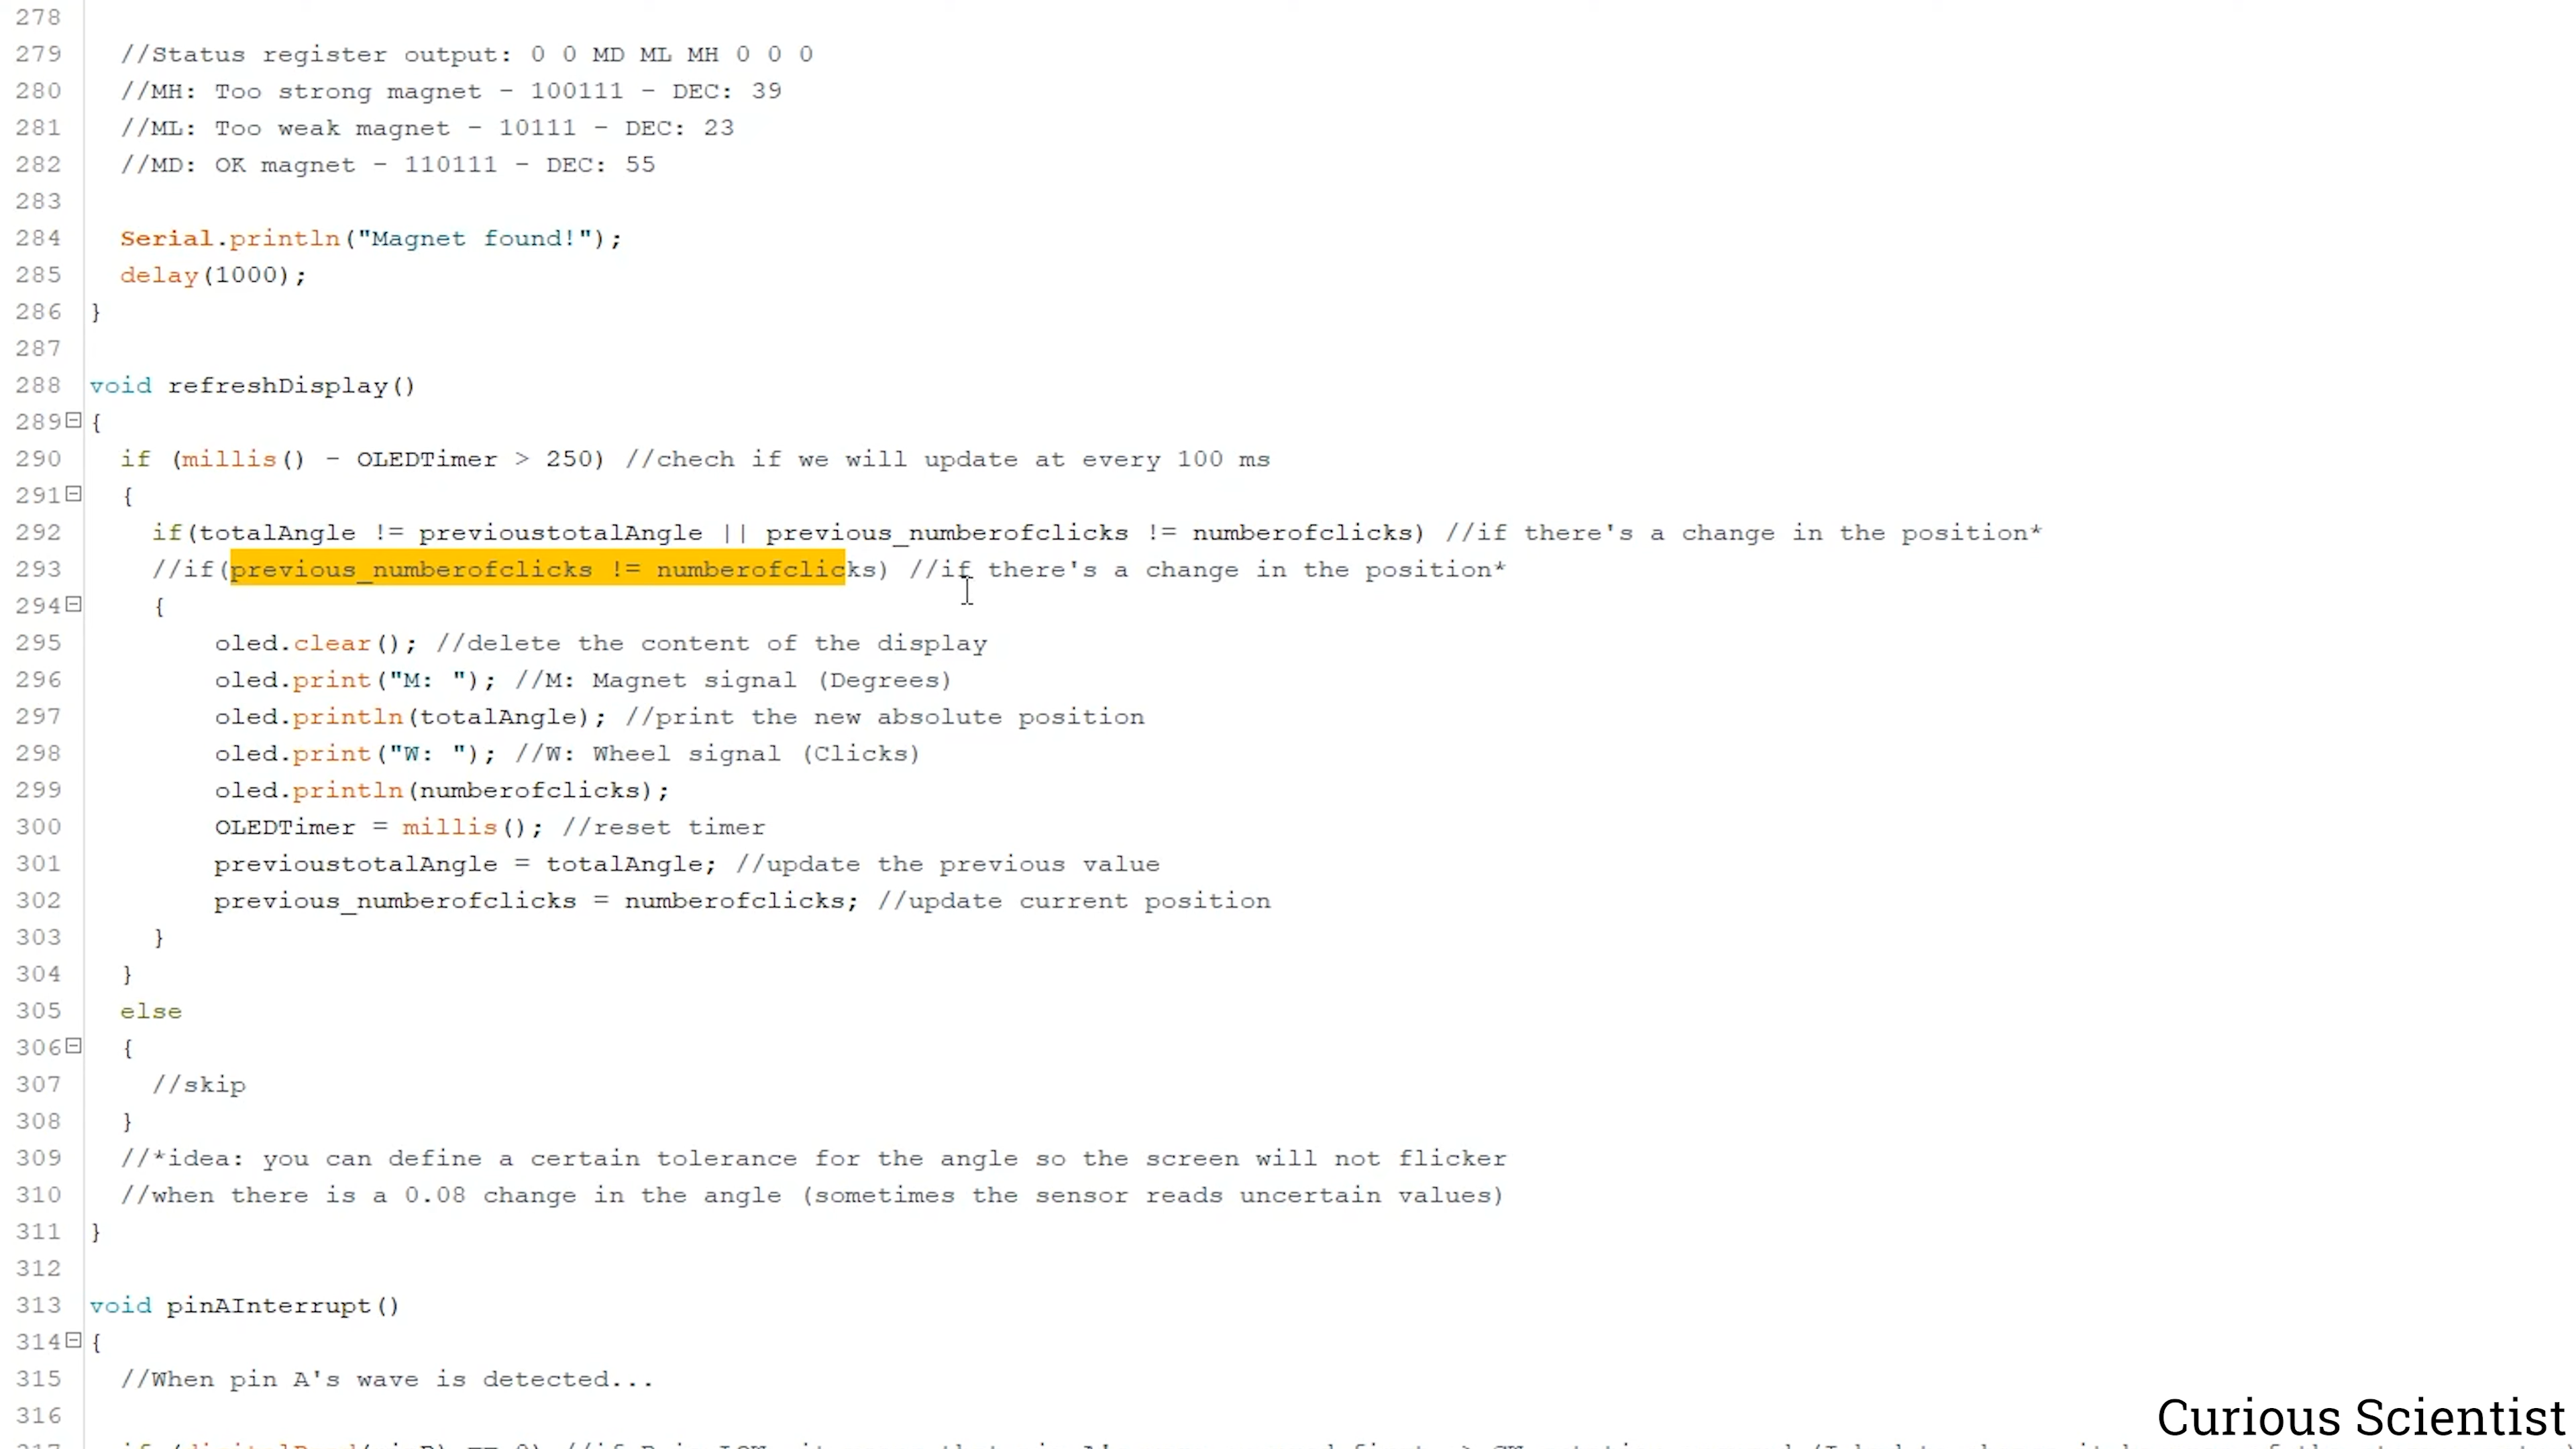 278
279 //Status register output: 0 0 MD ML MH 0 0 0
280 //MH: Too strong magnet - 100111 - DEC: 39
281 //ML: Too weak magnet - 10111 - DEC: 23
282 //MD: OK magnet - 110111 - DEC: 55
283
284 Serial.println("Magnet found!");
285 delay(1000);
286 }
287
288 void refreshDisplay()
289 {
290 if (millis() - OLEDTimer > 250) //chech if we will update at every 100 ms
291 {
292 if(totalAngle != previoustotalAngle || previous_numberofclicks != numberofclicks) //if there's a change in the position*
293 //if(previous_numberofclicks != numberofclicks) //if there's a change in the position*
294 {
295 oled.clear(); //delete the content of the display
296 oled.print("M: "); //M: Magnet signal (Degrees)
297 oled.println(totalAngle); //print the new absolute position
298 oled.print("W: "); //W: Wheel signal (Clicks)
299 oled.println(numberofclicks);
300 OLEDTimer = millis(); //reset timer
301 previoustotalAngle = totalAngle; //update the previous value
302 previous_numberofclicks = numberofclicks; //update current position
303 }
304 }
305 else
306 {
307 //skip
308 }
309 //*idea: you can define a certain tolerance for the angle so the screen will not flicker
310 //when there is a 0.08 change in the angle (sometimes the sensor reads uncertain values)
311 }
312
313 void pinAInterrupt()
314 {
315 //When pin A's wave is detected...
316
Curious Scientist